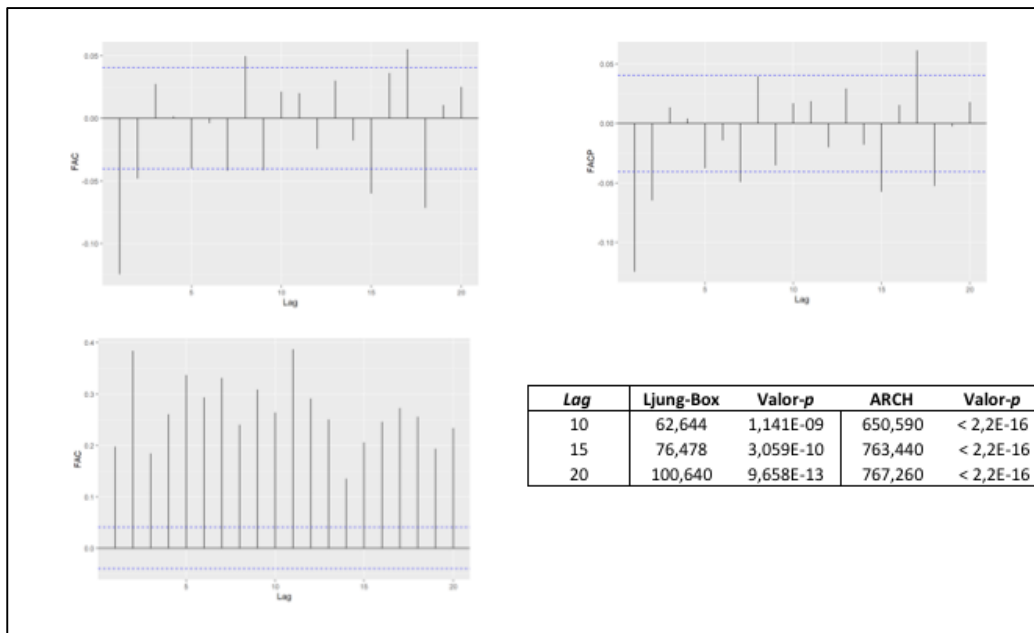 0.05
0.00
-0.05
-0.10
FAC
5
10
15
20
Lag
0.05
0.00
-0.05
-0.10
FACP
5
10
15
20
Lag
0.4
0.3
0.2
0.1
0.0
FAC
5
10
15
20
Lag
Lag Ljung-Box Valor-p ARCH Valor-p
10 62,644 1,141E-09 650,590 < 2,2E-16
15 76,478 3,059E-10 763,440 < 2,2E-16
20 100,640 9,658E-13 767,260 < 2,2E-16